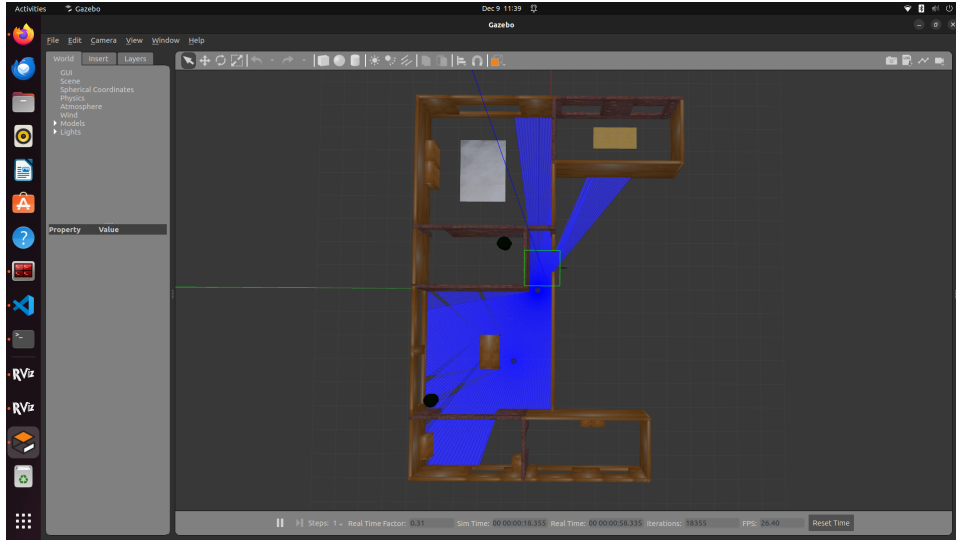 Activities
Gazebo
Dec 9 11:39
Gazebo
File Edit Camera View Window Help
World Insert Layers
GUI
Scene
Spherical Coordinates
Physics
Atmosphere
Wind
Models
Lights
Property Value
RViz
RViz
Steps: 1 Real Time Factor: 0.31 Sim Time: 00 00:00:18.355 Real Time: 00 00:00:58.335 Iterations: 18355 FPS: 26.40 Reset Time